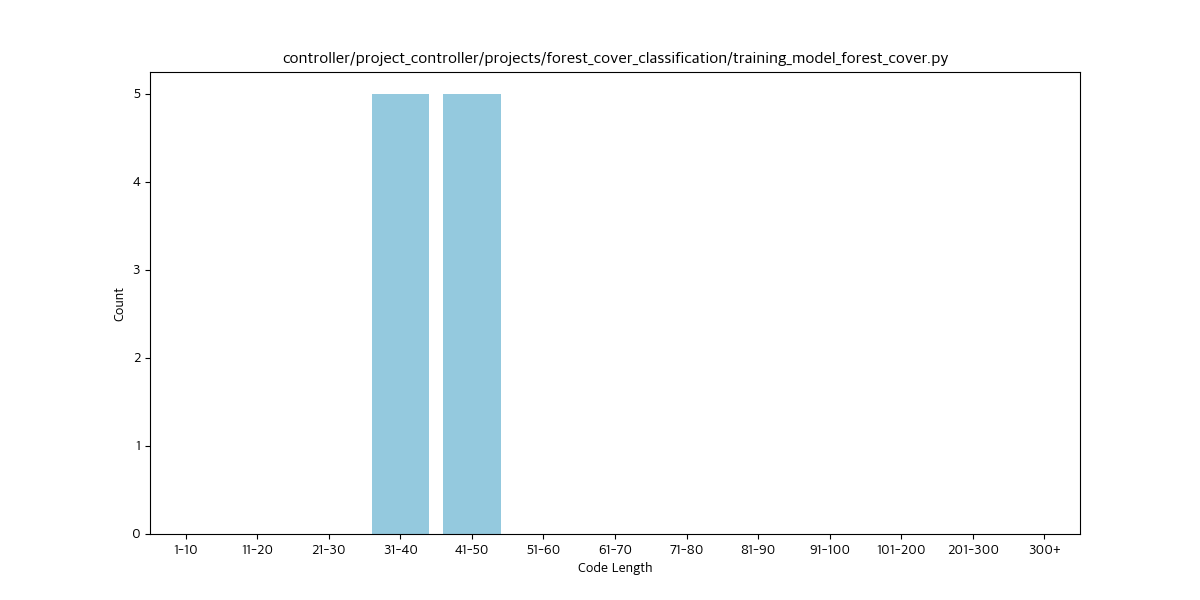 controller/project_controller/projects/forest_cover_classification/training_model_forest_cover.py
5
4
3
2
1
0
Count
1-10 11-20 21-30 31-40 41-50 51-60 61-70 71-80 81-90 91-100 101-200 201-300 300+
Code Length